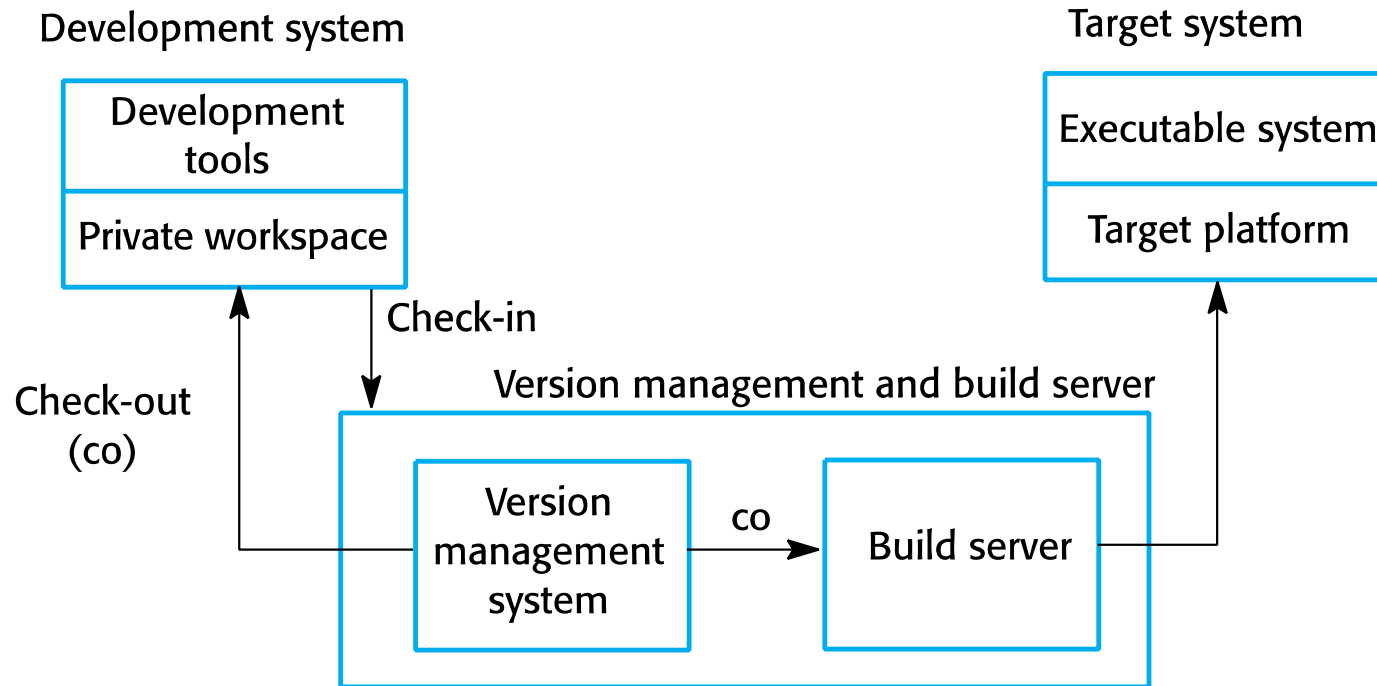 Development system
Target system
Development
tools
Private workspace
Executable system
Target platform
Check-in
Check-out
(co)
Version management and build server
Version
management
system
co
Build server